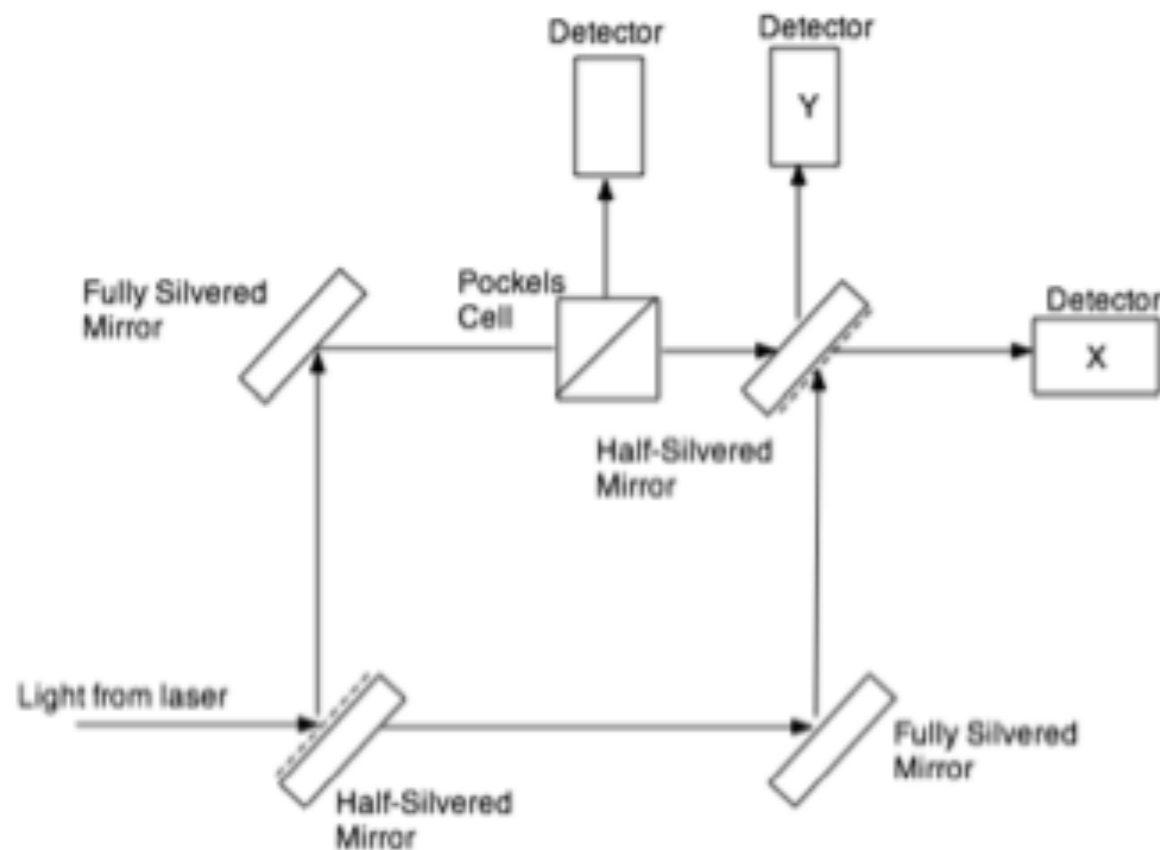 Detector
Detector
Y
Fully Silvered
Mirror
Pockels
Cell
Detector
X
Half-Silvered
Mirror
Light from laser
Fully Silvered
Mirror
Half-Silvered
Mirror